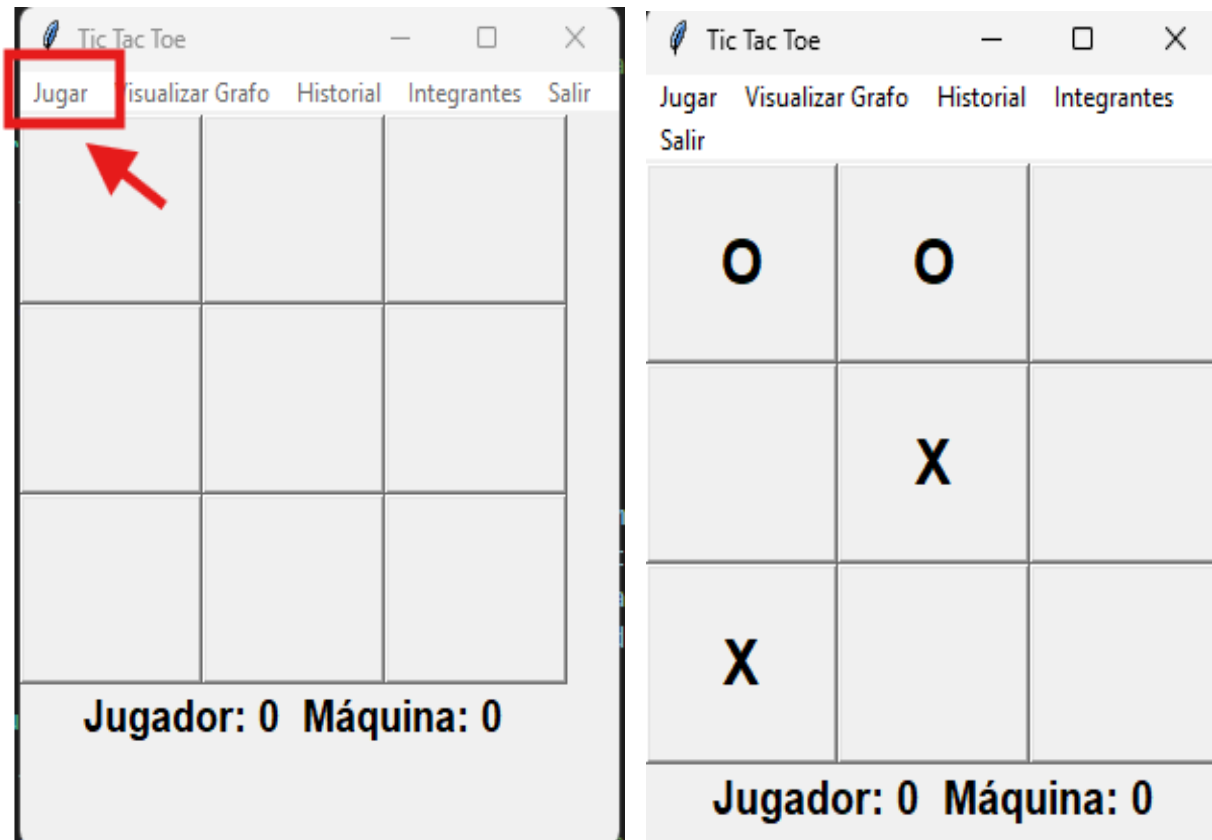 Tic Tac Toe
Jugar Visualizar Grafo Historial Integrantes Salir
Jugador: 0 Máquina: 0
Tic Tac Toe
Jugar Visualizar Grafo Historial Integrantes
Salir
O O
X
X
Jugador: 0 Máquina: 0